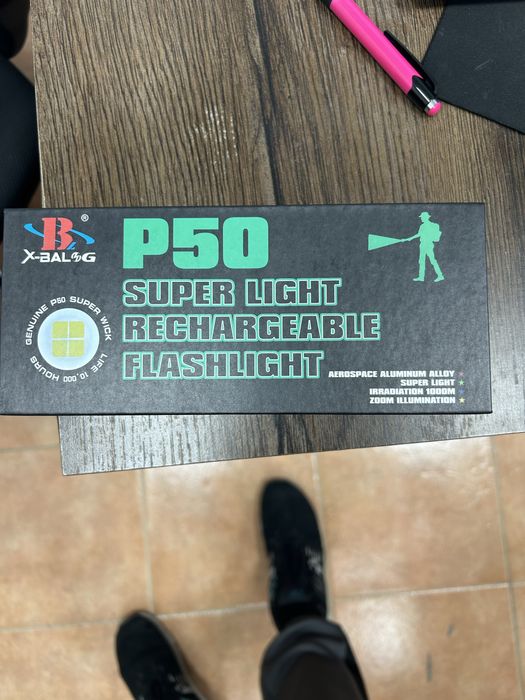 B
®
X-BALOG
GENUINE P50 SUPER WICK LIFE 10,000 HOURS
P50
SUPER LIGHT
RECHARGEABLE
FLASHLIGHT
AEROSPACE ALUMINUM ALLOY
SUPER LIGHT
IRRADIATION 1000M
ZOOM ILLUMINATION